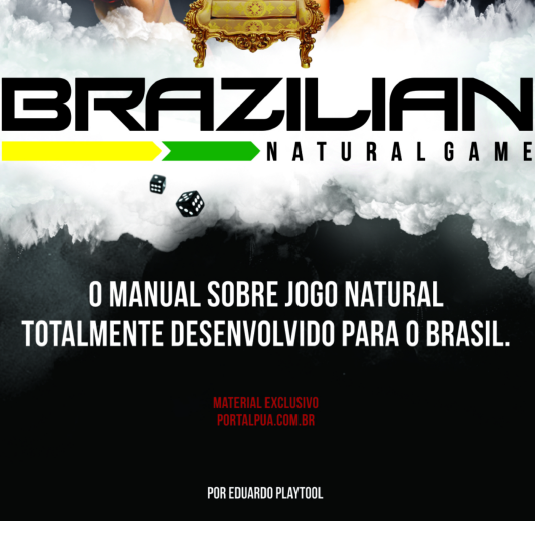 BRAZILIAN
NATURAL GAME
O MANUAL SOBRE JOGO NATURAL
TOTALMENTE DESENVOLVIDO PARA O BRASIL.
MATERIAL EXCLUSIVO
PORTALPUA.COM.BR
POR EDUARDO PLAYTOOL